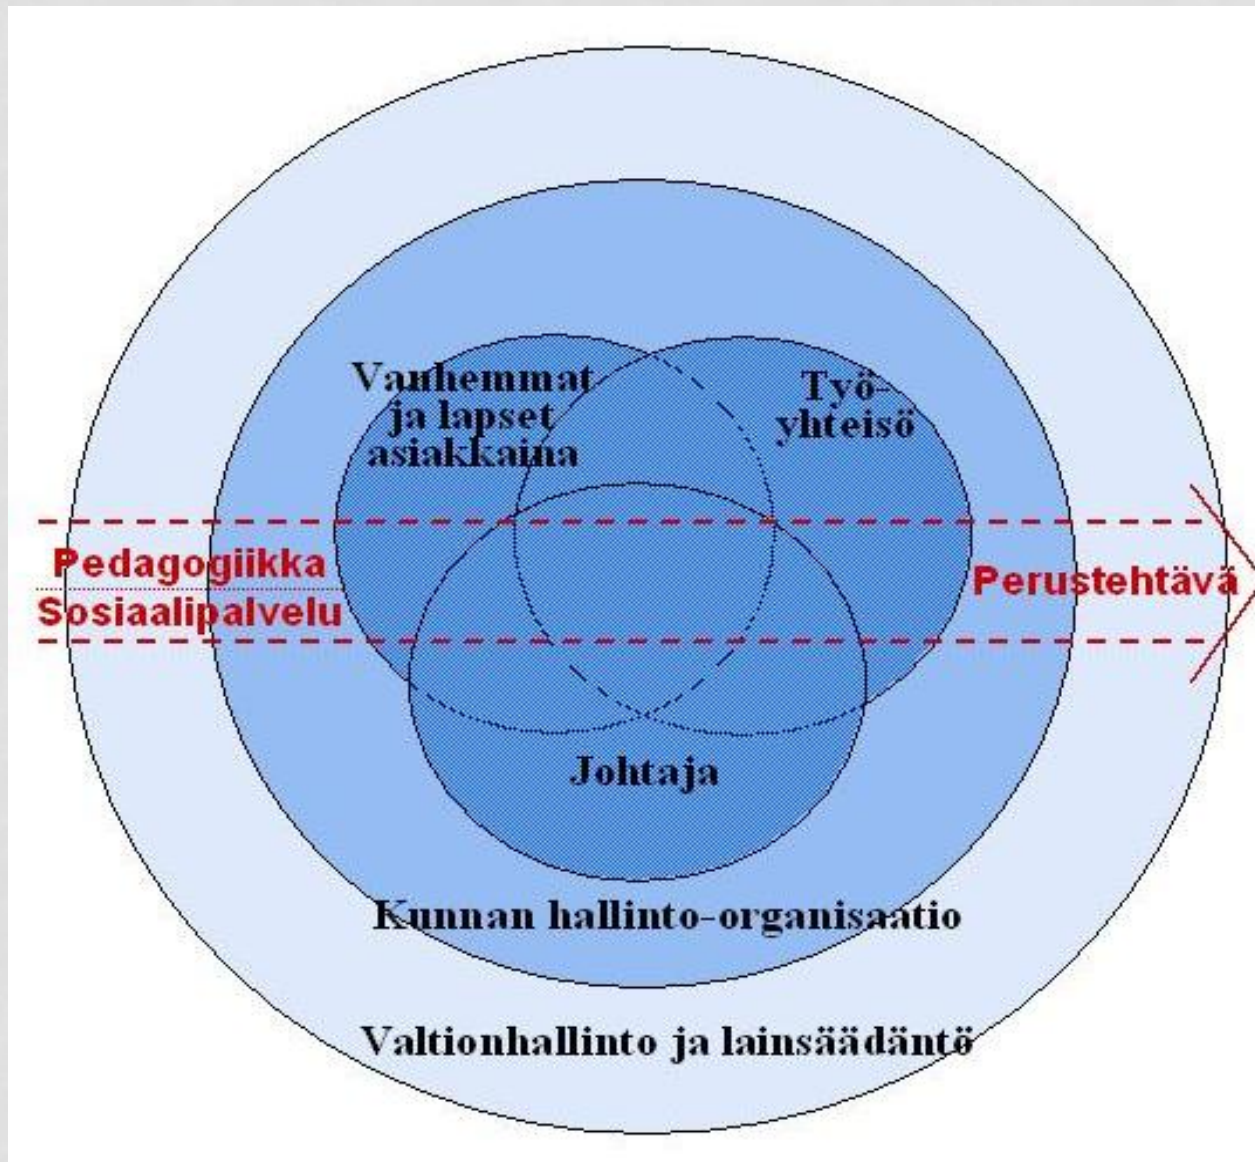 Vanhemmat
ja lapset
asiakkaina
Työ-
yhteisö
Pedagogiikka
Sosiaalipalvelu
Perustehtävä
Johtaja
Kunnan hallinto-organisaatio
Valtionhallinto ja lainsäädäntö